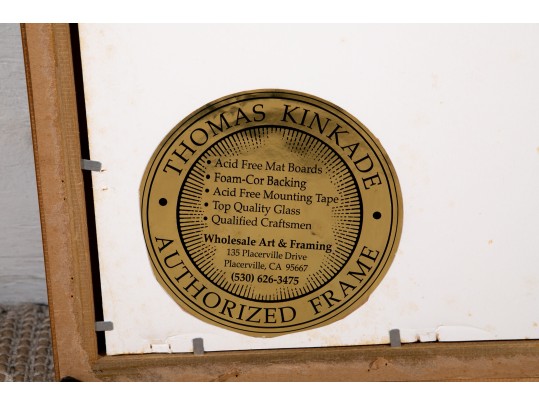 THOMAS KINKADE
• Acid Free Mat Boards
• Foam-Cor Backing
• Acid Free Mounting Tape
• Top Quality Glass
• Qualified Craftsmen
Wholesale Art & Framing
135 Placerville Drive
Placerville, CA 95667
(530) 626-3475
AUTHORIZED FRAME